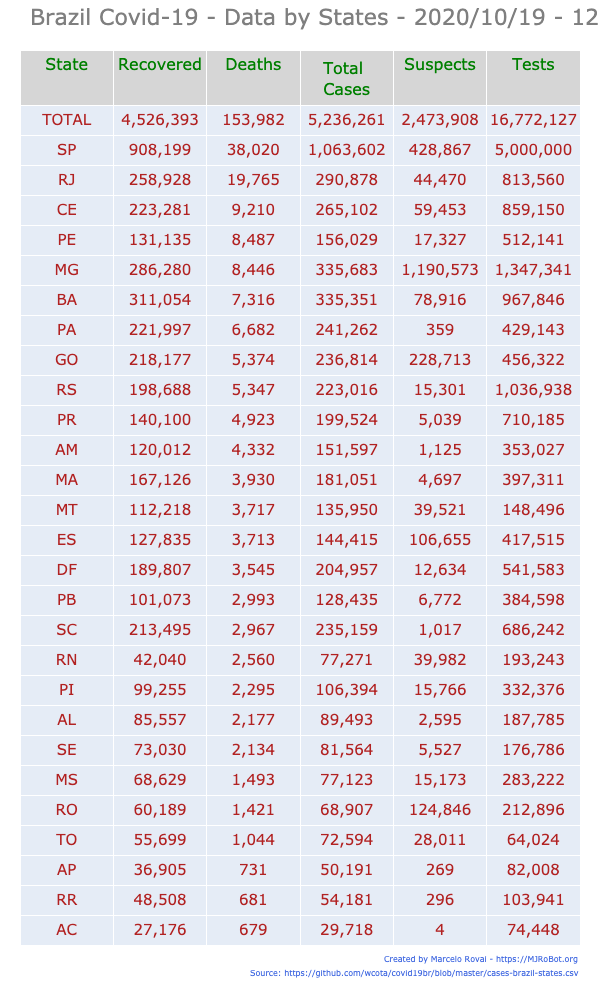 Brazil Covid-19 - Data by States - 2020/10/19 - 12
State Recovered Deaths Total Cases Suspects Tests
TOTAL 4,526,393 153,982 5,236,261 2,473,908 16,772,127
SP 908,199 38,020 1,063,602 428,867 5,000,000
RJ 258,928 19,765 290,878 44,470 813,560
CE 223,281 9,210 265,102 59,453 859,150
PE 131,135 8,487 156,029 17,327 512,141
MG 286,280 8,446 335,683 1,190,573 1,347,341
BA 311,054 7,316 335,351 78,916 967,846
PA 221,997 6,682 241,262 359 429,143
GO 218,177 5,374 236,814 228,713 456,322
RS 198,688 5,347 223,016 15,301 1,036,938
PR 140,100 4,923 199,524 5,039 710,185
AM 120,012 4,332 151,597 1,125 353,027
MA 167,126 3,930 181,051 4,697 397,311
MT 112,218 3,717 135,950 39,521 148,496
ES 127,835 3,713 144,415 106,655 417,515
DF 189,807 3,545 204,957 12,634 541,583
PB 101,073 2,993 128,435 6,772 384,598
SC 213,495 2,967 235,159 1,017 686,242
RN 42,040 2,560 77,271 39,982 193,243
PI 99,255 2,295 106,394 15,766 332,376
AL 85,557 2,177 89,493 2,595 187,785
SE 73,030 2,134 81,564 5,527 176,786
MS 68,629 1,493 77,123 15,173 283,222
RO 60,189 1,421 68,907 124,846 212,896
TO 55,699 1,044 72,594 28,011 64,024
AP 36,905 731 50,191 269 82,008
RR 48,508 681 54,181 296 103,941
AC 27,176 679 29,718 4 74,448
Created by Marcelo Rovai - https://MJRoBot.org
Source: https://github.com/wcota/covid19br/blob/master/cases-brazil-states.csv